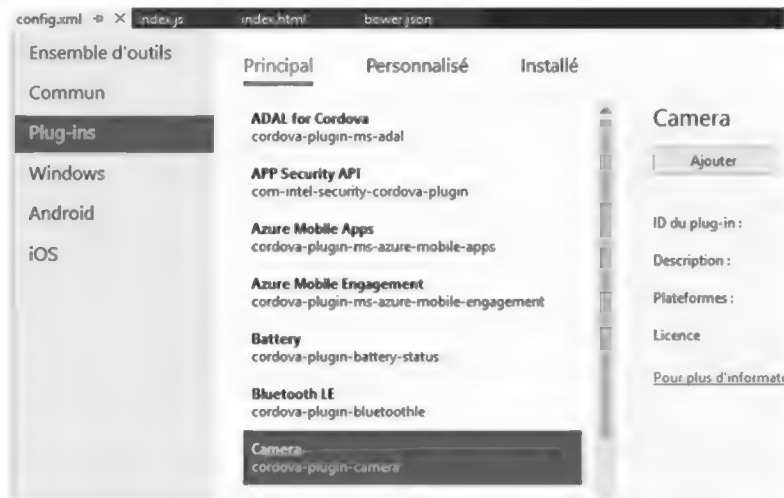 config.xml
index.js
index.html
bower.json
Ensemble d'outils
Commun
Plug-ins
Windows
Android
iOS
Principal
Personnalisé
Installé
ADAL for Cordova
cordova-plugin-ms-adal
APP Security API
com-intel-security-cordova-plugin
Azure Mobile Apps
cordova-plugin-ms-azure-mobile-apps
Azure Mobile Engagement
cordova-plugin-ms-azure-mobile-engagement
Battery
cordova-plugin-battery-status
Bluetooth LE
cordova-plugin-bluetoothle
Camera
cordova-plugin-camera
Camera
Ajouter
ID du plug-in :
Description :
Plateformes :
Licence
Pour plus d'informat